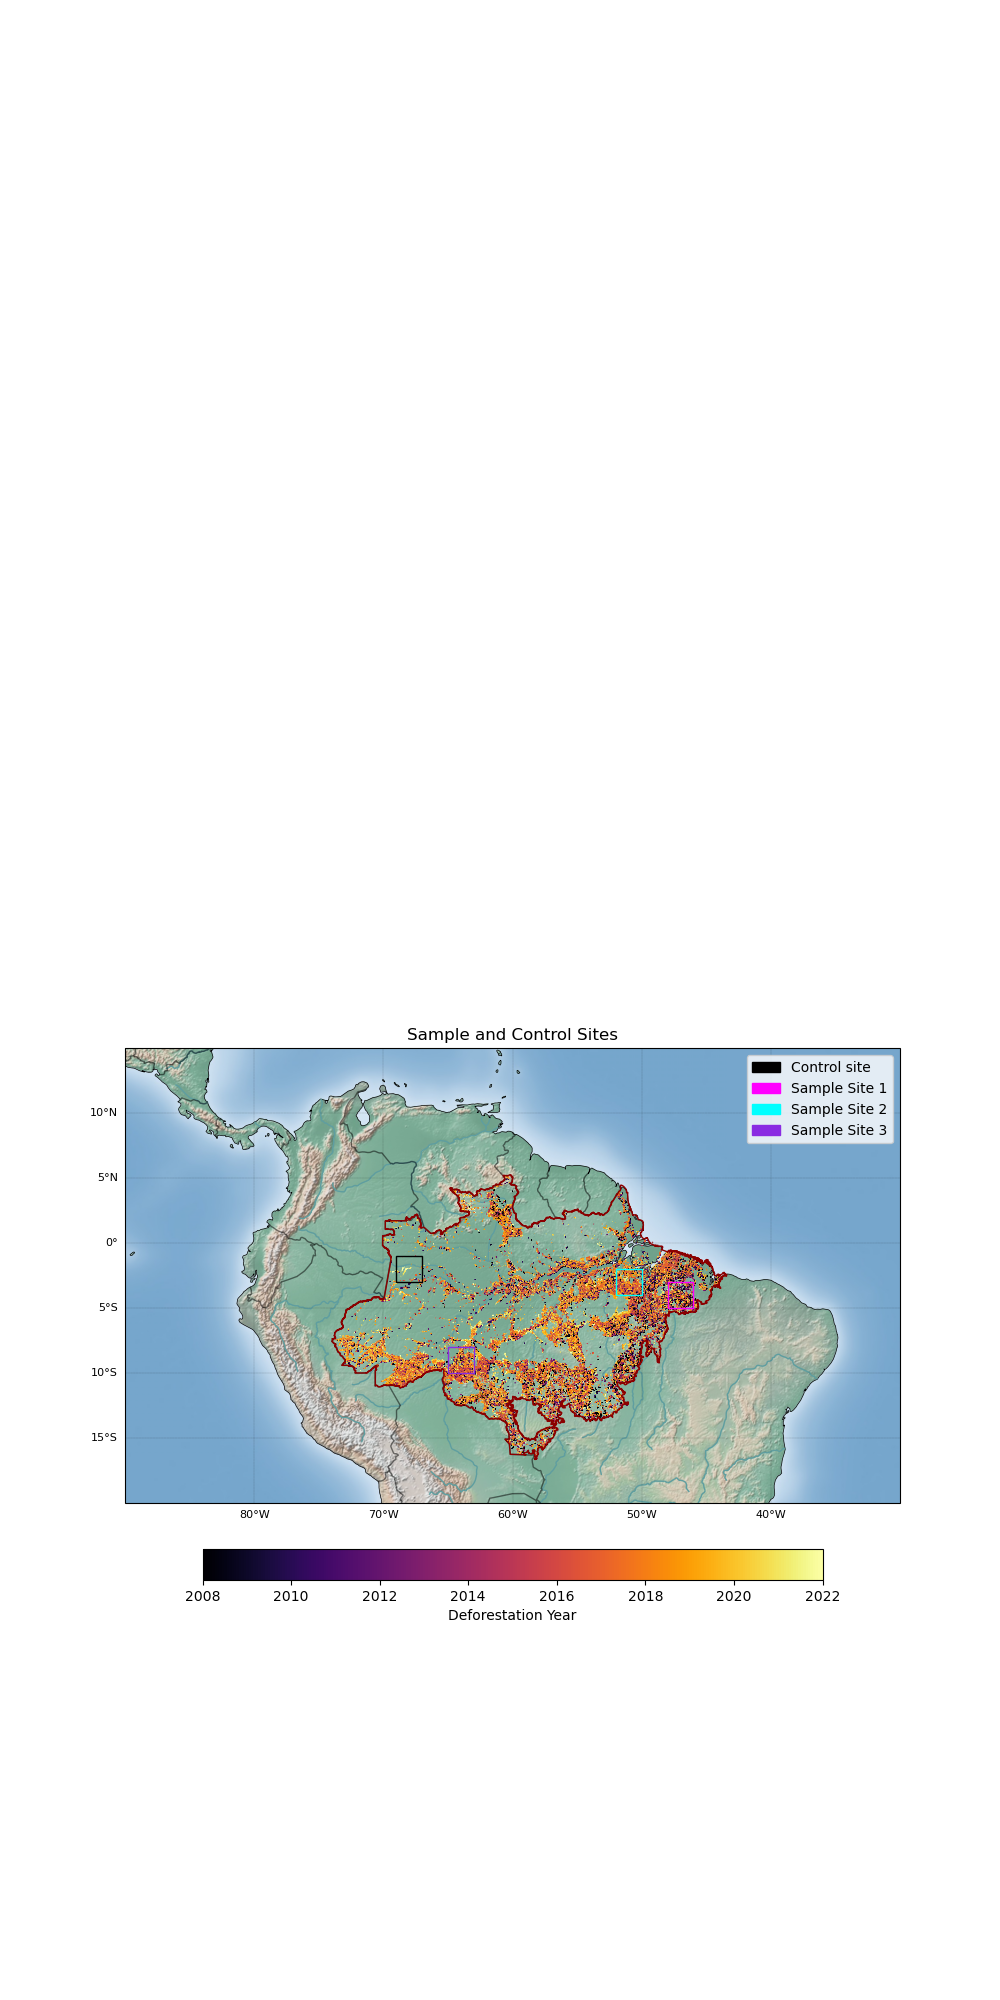 Sample and Control Sites
Control site
Sample Site 1
Sample Site 2
Sample Site 3
10°N
5°N
0°
5°S
10°S
15°S
80°W 70°W 60°W 50°W 40°W
2008 2010 2012 2014 2016 2018 2020 2022
Deforestation Year